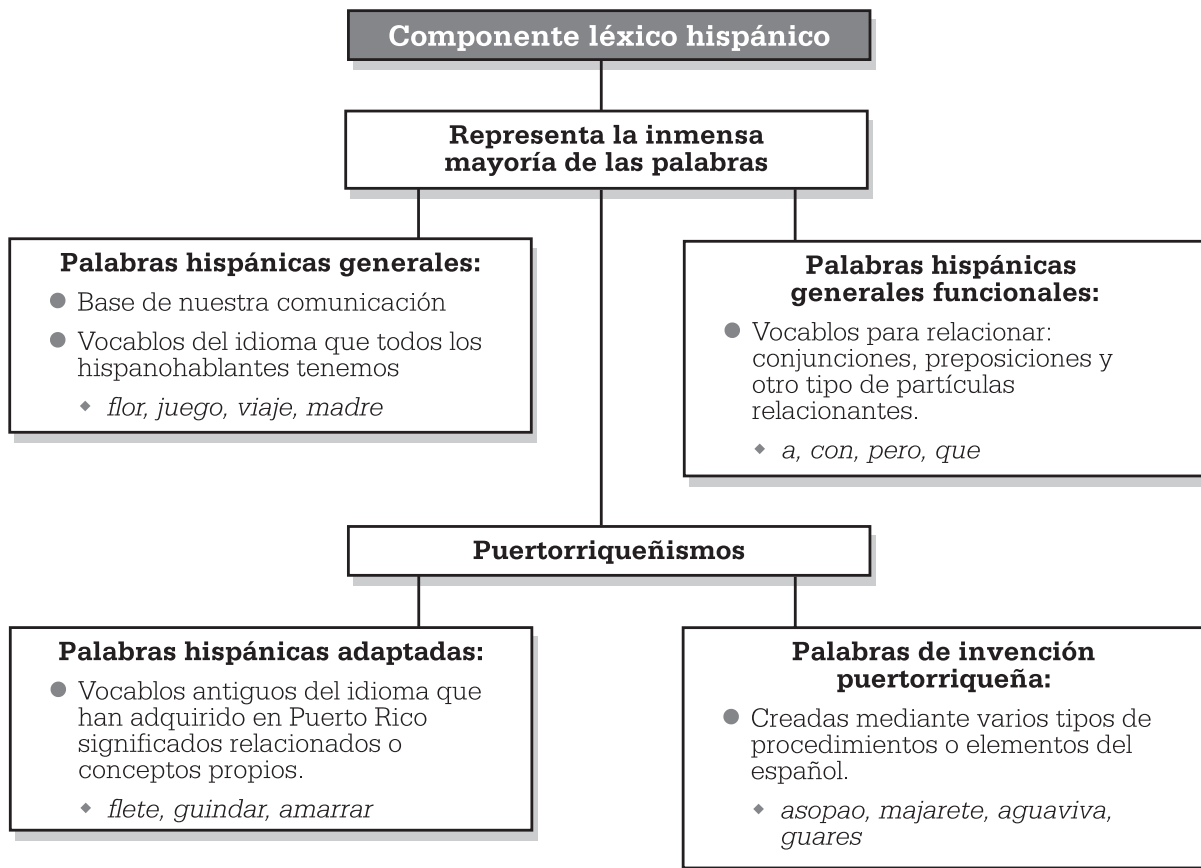 Componente léxico hispánico
Representa la inmensa
mayoría de las palabras
Palabras hispánicas generales:
● Base de nuestra comunicación
● Vocablos del idioma que todos los
hispanohablantes tenemos
◆ flor, juego, viaje, madre
Palabras hispánicas
generales funcionales:
● Vocablos para relacionar:
conjunciones, preposiciones y
otro tipo de partículas
relacionantes.
◆ a, con, pero, que
Puertorriqueñismos
Palabras hispánicas adaptadas:
● Vocablos antiguos del idioma que
han adquirido en Puerto Rico
significados relacionados o
conceptos propios.
◆ flete, guindar, amarrar
Palabras de invención
puertorriqueña:
● Creadas mediante varios tipos de
procedimientos o elementos del
español.
◆ asopao, majarete, aguaviva,
guares